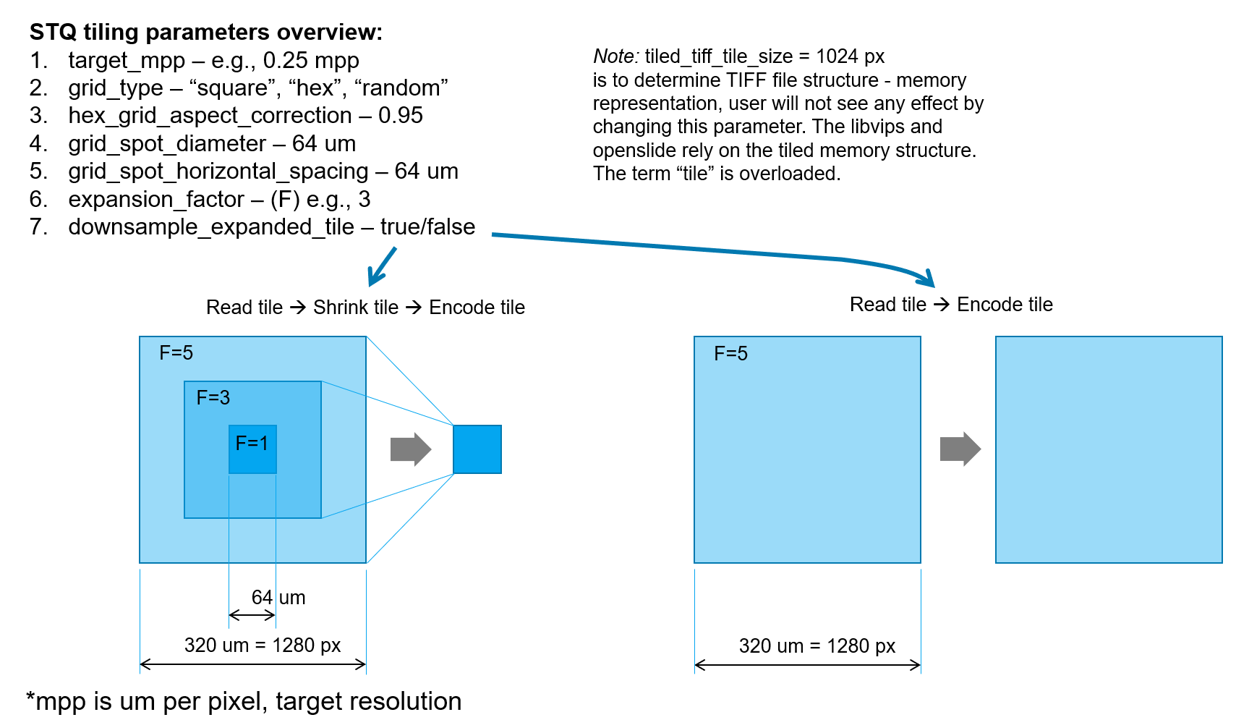 STQ tiling parameters overview:
1. target_mpp – e.g., 0.25 mpp
2. grid_type – “square”, “hex”, “random”
3. hex_grid_aspect_correction – 0.95
4. grid_spot_diameter – 64 um
5. grid_spot_horizontal_spacing – 64 um
6. expansion_factor – (F) e.g., 3
7. downsample_expanded_tile – true/false
Note: tiled_tiff_tile_size = 1024 px
is to determine TIFF file structure - memory
representation, user will not see any effect by
changing this parameter. The libvips and
openslide rely on the tiled memory structure.
The term “tile” is overloaded.
Read tile → Shrink tile → Encode tile
F=5
F=3
F=1
64 um
320 um = 1280 px
Read tile → Encode tile
F=5
320 um = 1280 px
*mpp is um per pixel, target resolution